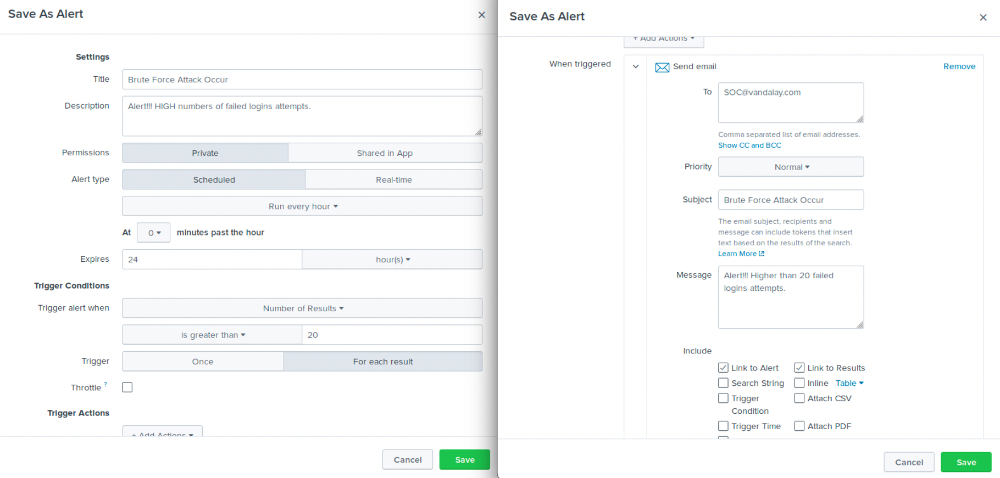 Save As Alert
×
Settings
Title
Brute Force Attack Occur
Description
Alert!!! HIGH numbers of failed logins attempts.
Permissions
Private
Shared in App
Alert type
Scheduled
Real-time
Run every hour
At 0 minutes past the hour
Expires
24
hour(s)
Trigger Conditions
Trigger alert when
Number of Results
is greater than
20
Trigger
Once
For each result
Throttle ?
Trigger Actions
+ Add Actions
Cancel
Save
Save As Alert
×
+ Add Actions
When triggered
Send email
Remove
To
SOC@vandalay.com
Comma separated list of email addresses.
Show CC and BCC
Priority
Normal
Subject
Brute Force Attack Occur
The email subject, recipients and
message can include tokens that insert
text based on the results of the search.
Learn More
Message
Alert!!! Higher than 20 failed
logins attempts.
Include
Link to Alert
Link to Results
Search String
Inline Table
Trigger
Condition
Attach CSV
Trigger Time
Attach PDF
Cancel
Save